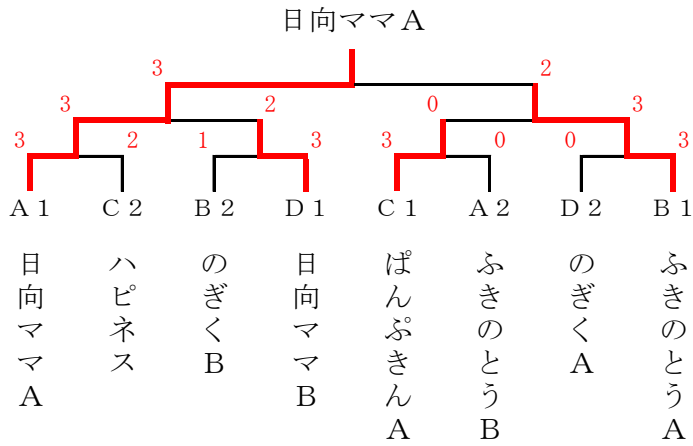 日向ママＡ
3 2
3 2 0 3
3 2 1 3 3 0 0 3
Ａ１ Ｃ２ Ｂ２ Ｄ１ Ｃ１ Ａ２ Ｄ２ Ｂ１
日向ママＡ
ハピネス
のぎくＢ
日向ママＢ
ぱんぷきんＡ
ふきのとうＢ
のぎくＡ
ふきのとうＡ